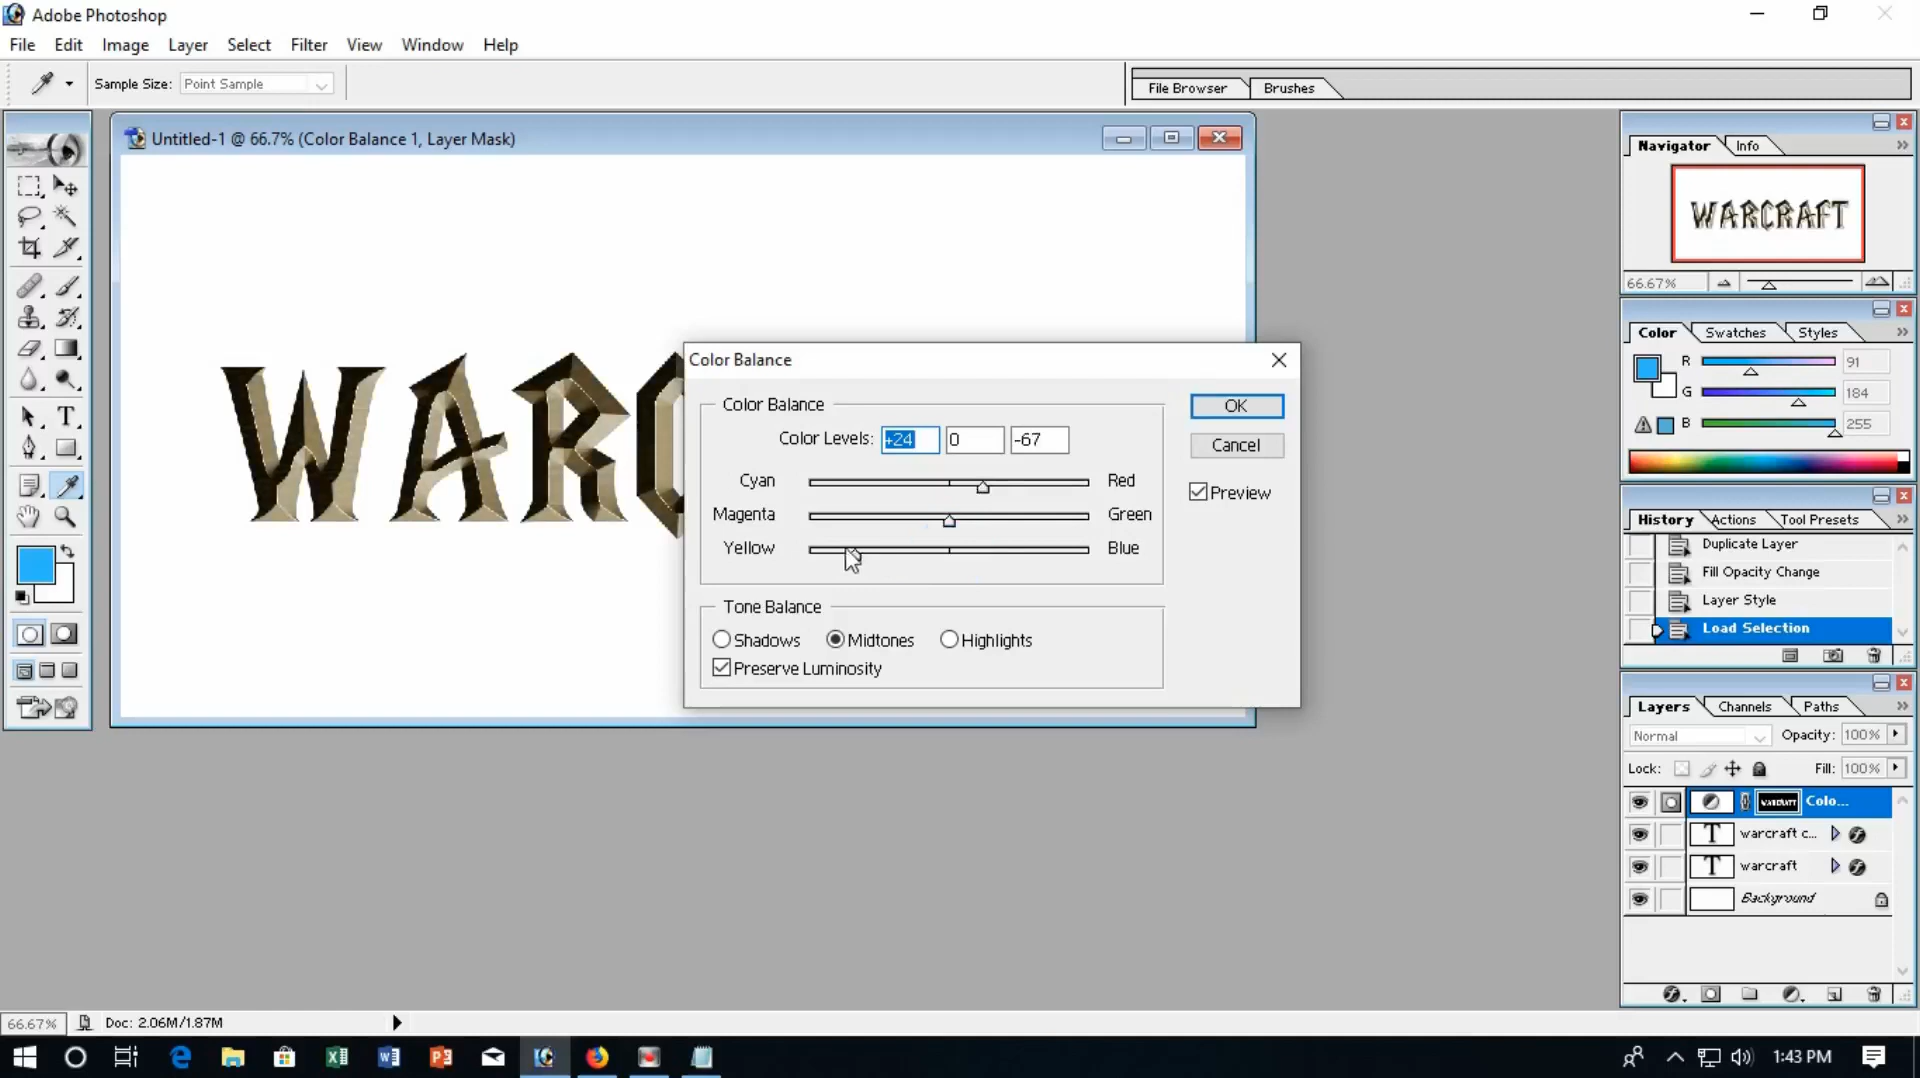 Adobe Photoshop
File Edit Image Layer Select Filter View Window Help
Sample Size: Point Sample
File Browser Brushes
Untitled-1 @ 66.7% (Color Balance 1, Layer Mask)
WARC
Color Balance
Color Balance
Color Levels: +24 0 -67
Cyan Red
Magenta Green
Yellow Blue
OK
Cancel
Preview
Tone Balance
Shadows Midtones Highlights
Preserve Luminosity
Navigator Info
WARCRAFT
66.67%
Color Swatches Styles
R 91
G 184
B 255
History Actions Tool Presets
Duplicate Layer
Fill Opacity Change
Layer Style
Load Selection
Layers Channels Paths
Normal Opacity: 100%
Lock: Fill: 100%
WARCRAFT Colo...
T warcraft c...
T warcraft
Background
66.67% Doc: 2.06M/1.87M
1:43 PM